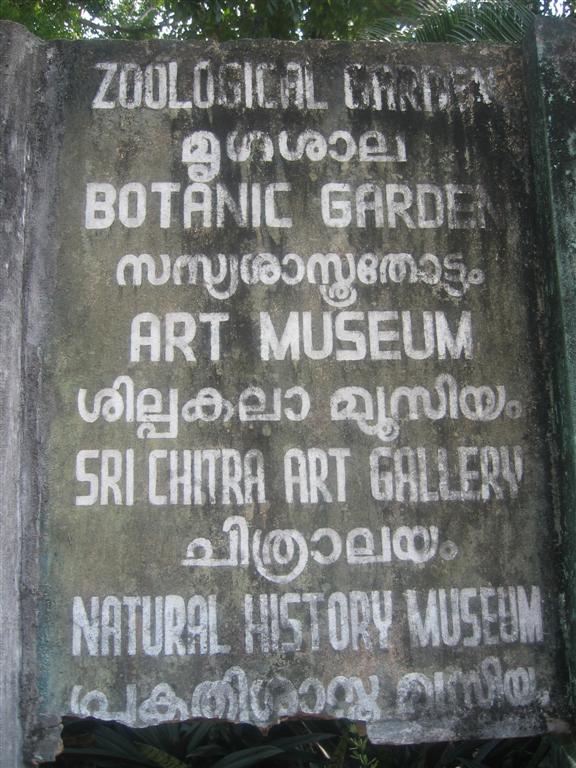 ZOOLOGICAL GARDEN
മൃഗശാല
BOTANIC GARDEN
സസ്യശാസ്ത്രതോട്ടം
ART MUSEUM
ശില്പകലാ മ്യൂസിയം
SRI CHITRA ART GALLERY
ചിത്രാലയം
NATURAL HISTORY MUSEUM
പ്രകൃതിശാസ്ത്ര മ്യൂസിയം